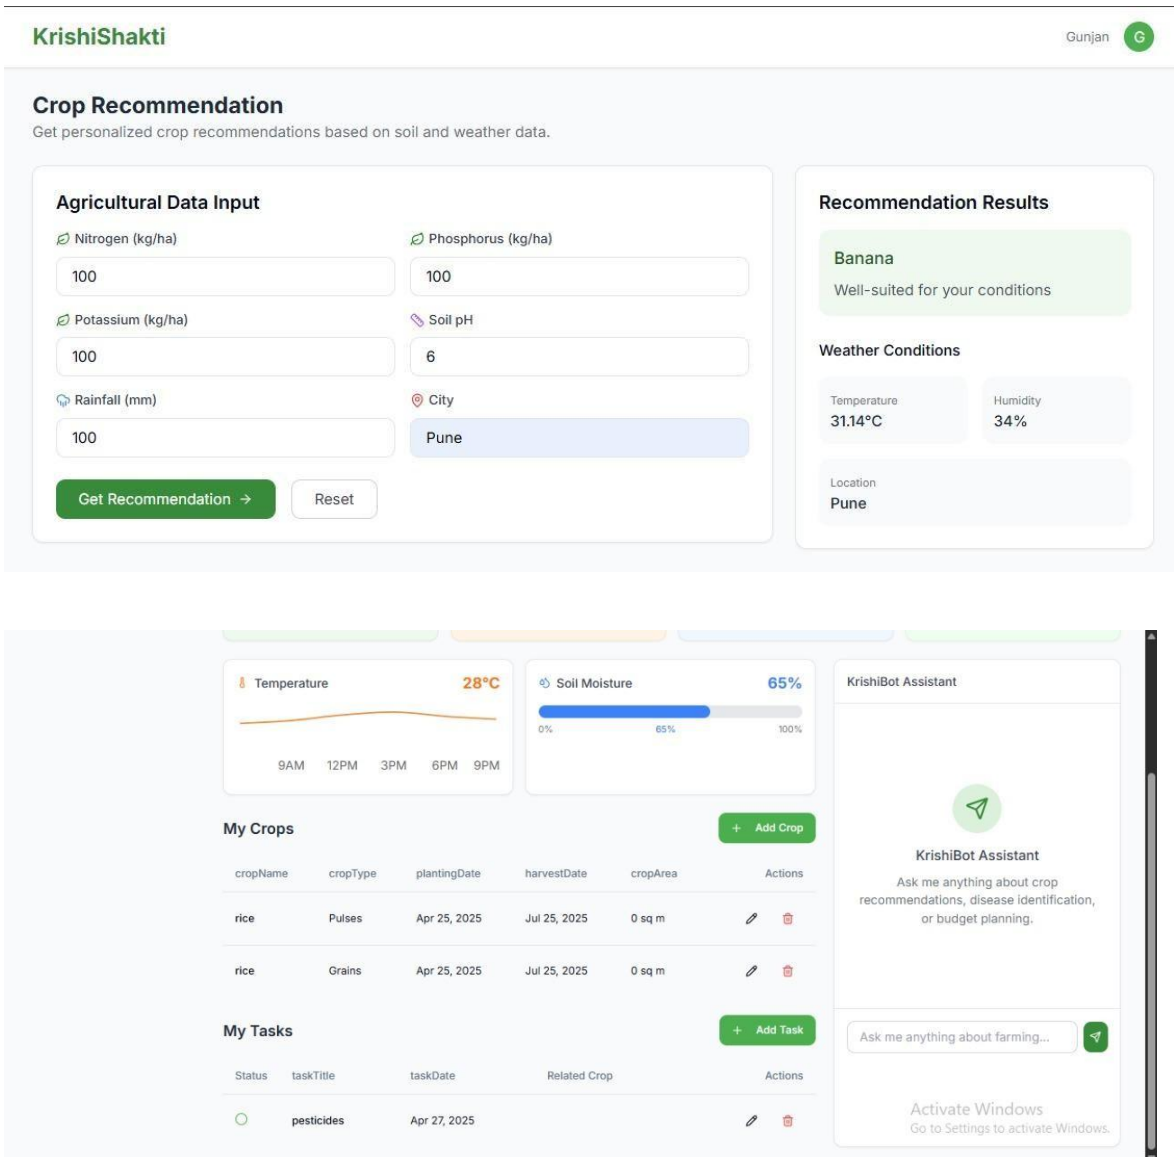 KrishiShakti
Gunjan G
Crop Recommendation
Get personalized crop recommendations based on soil and weather data.
Agricultural Data Input
Nitrogen (kg/ha) Phosphorus (kg/ha)
100 100
Potassium (kg/ha) Soil pH
100 6
Rainfall (mm) City
100 Pune
Get Recommendation → Reset
Recommendation Results
Banana
Well-suited for your conditions
Weather Conditions
Temperature Humidity
31.14°C 34%
Location
Pune
Temperature 28°C
9AM 12PM 3PM 6PM 9PM
Soil Moisture 65%
0% 65% 100%
My Crops + Add Crop
cropName cropType plantingDate harvestDate cropArea Actions
rice Pulses Apr 25, 2025 Jul 25, 2025 0 sq m
rice Grains Apr 25, 2025 Jul 25, 2025 0 sq m
My Tasks + Add Task
Status taskTitle taskDate Related Crop Actions
pesticides Apr 27, 2025
KrishiBot Assistant
KrishiBot Assistant
Ask me anything about crop
recommendations, disease identification,
or budget planning.
Ask me anything about farming...
Activate Windows
Go to Settings to activate Windows.